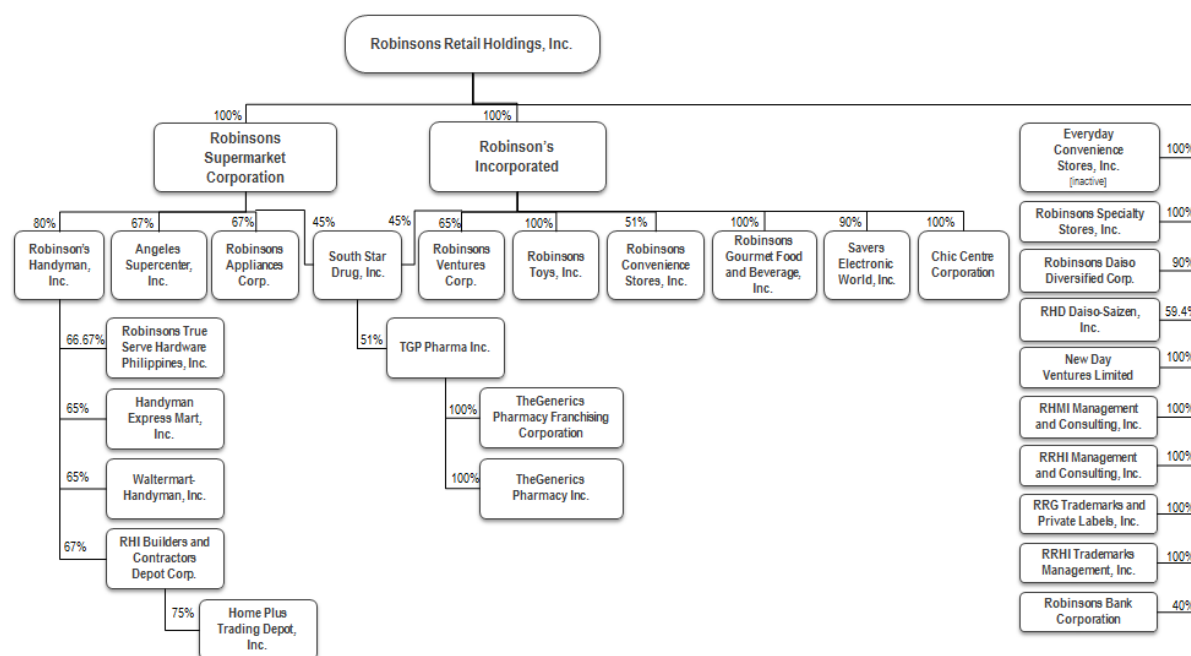 Robinsons Retail Holdings, Inc.
100%
100%
Robinsons
Supermarket
Corporation
Robinson's
Incorporated
80%
67%
67%
45%
45%
65%
100%
51%
100%
90%
100%
Robinson's
Handyman,
Inc.
Angeles
Supercenter,
Inc.
Robinsons
Appliances
Corp.
South Star
Drug, Inc.
Robinsons
Ventures
Corp.
Robinsons
Toys, Inc.
Robinsons
Convenience
Stores, Inc.
Robinsons
Gourmet Food
and Beverage,
Inc.
Savers
Electronic
World, Inc.
Chic Centre
Corporation
66.67%
Robinsons True
Serve Hardware
Philippines, Inc.
65%
Handyman
Express Mart,
Inc.
65%
Waltermart-
Handyman, Inc.
67%
RHI Builders and
Contractors
Depot Corp.
75%
Home Plus
Trading Depot,
Inc.
51%
TGP Pharma Inc.
100%
TheGenerics
Pharmacy Franchising
Corporation
100%
TheGenerics
Pharmacy Inc.
Everyday
Convenience
Stores, Inc.
[inactive]
100%
Robinsons Specialty
Stores, Inc.
100%
Robinsons Daiso
Diversified Corp.
90%
RHD Daiso-Saizen,
Inc.
59.4%
New Day
Ventures Limited
100%
RHMI Management
and Consulting, Inc.
100%
RRHI Management
and Consulting, Inc.
100%
RRG Trademarks and
Private Labels, Inc.
100%
RRHI Trademarks
Management, Inc.
100%
Robinsons Bank
Corporation
40%